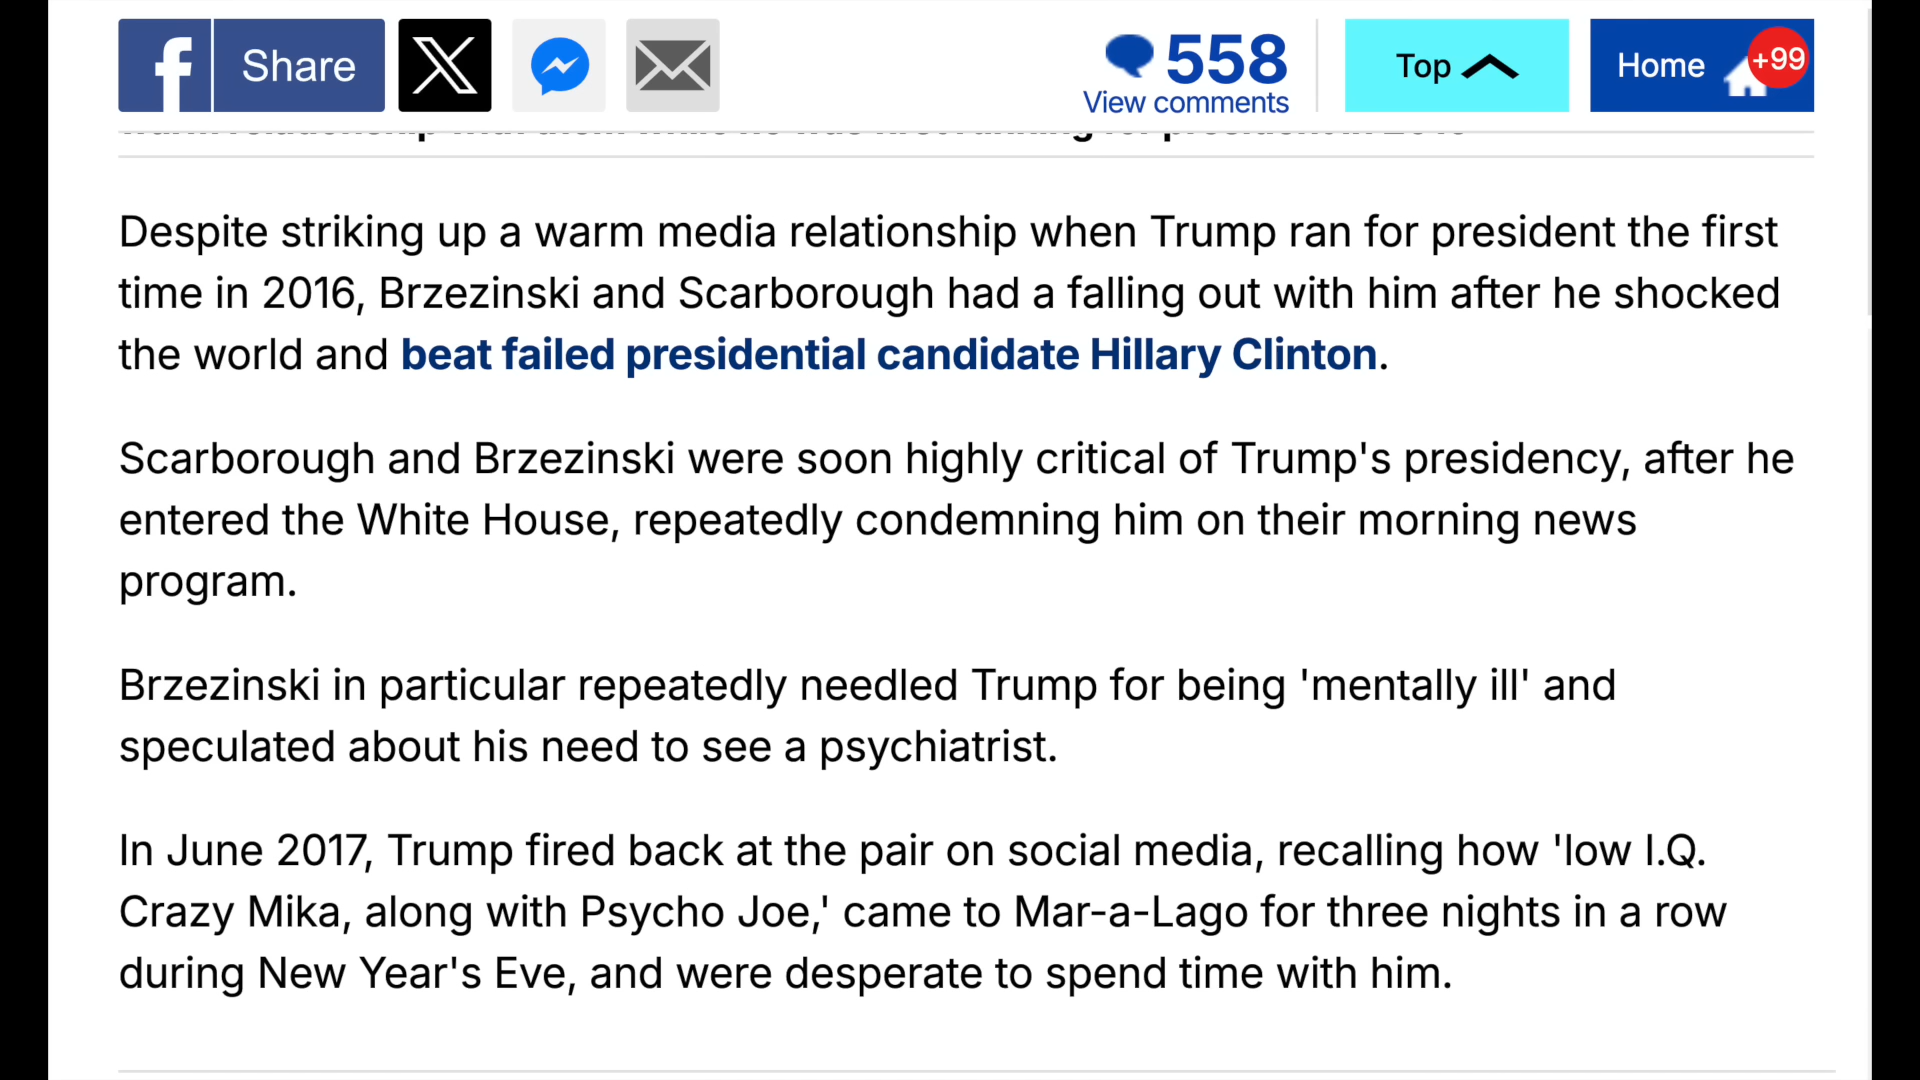 Share
558
View comments
Top
Home
+99
Despite striking up a warm media relationship when Trump ran for president the first
time in 2016, Brzezinski and Scarborough had a falling out with him after he shocked
the world and beat failed presidential candidate Hillary Clinton.
Scarborough and Brzezinski were soon highly critical of Trump's presidency, after he
entered the White House, repeatedly condemning him on their morning news
program.
Brzezinski in particular repeatedly needled Trump for being 'mentally ill' and
speculated about his need to see a psychiatrist.
In June 2017, Trump fired back at the pair on social media, recalling how 'low I.Q.
Crazy Mika, along with Psycho Joe,' came to Mar-a-Lago for three nights in a row
during New Year's Eve, and were desperate to spend time with him.